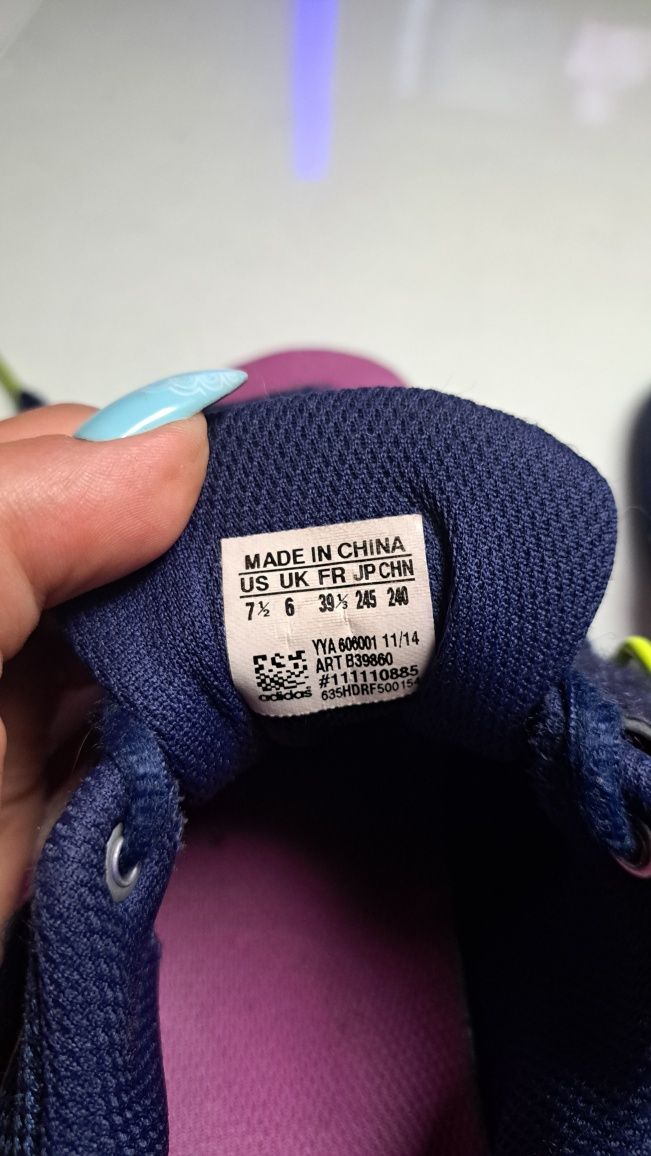 MADE IN CHINA
US UK FR JP CHN
7½ 6 39⅓ 245 240
YYA 606001 11/14
ART B39860
#111110885
adidas 635HDRF500154